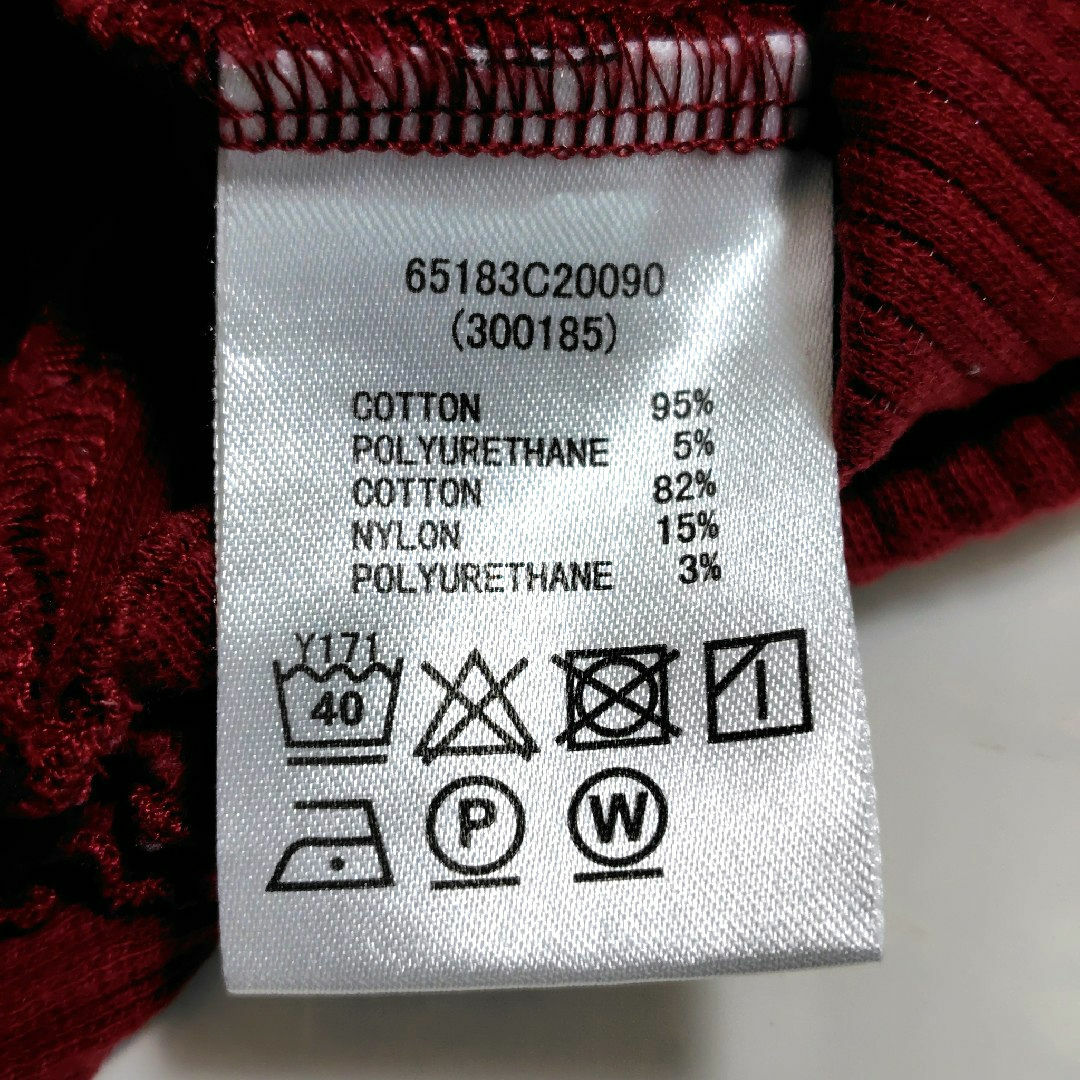 65183C20090
(300185)
COTTON 95%
POLYURETHANE 5%
COTTON 82%
NYLON 15%
POLYURETHANE 3%
Y171
40
P W